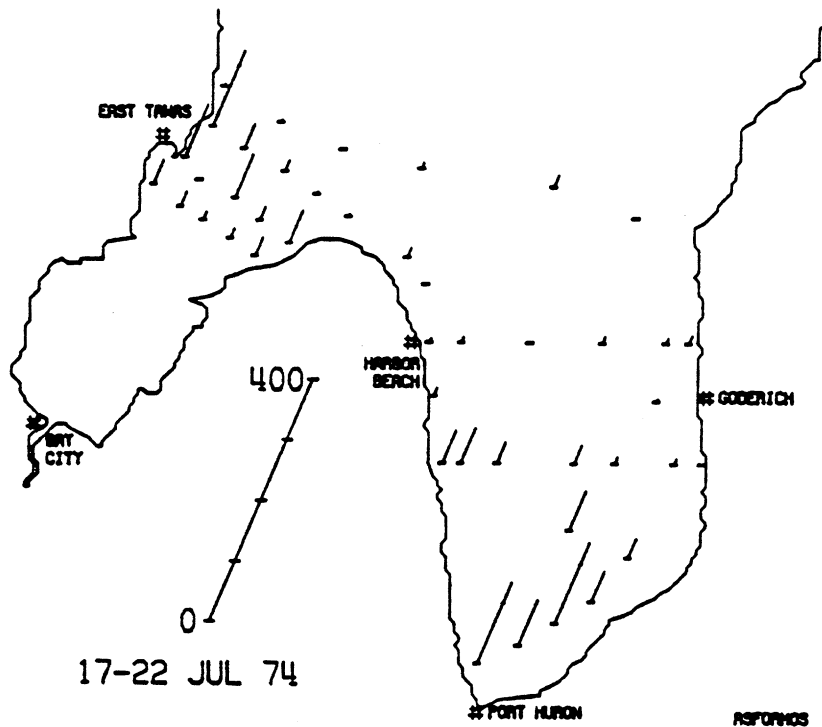 EAST TAWAS
#
#
HARBOR
BEACH
400
# GODERICH
#
BAY
CITY
0
17-22 JUL 74
# PORT HURON
ASFORMOS